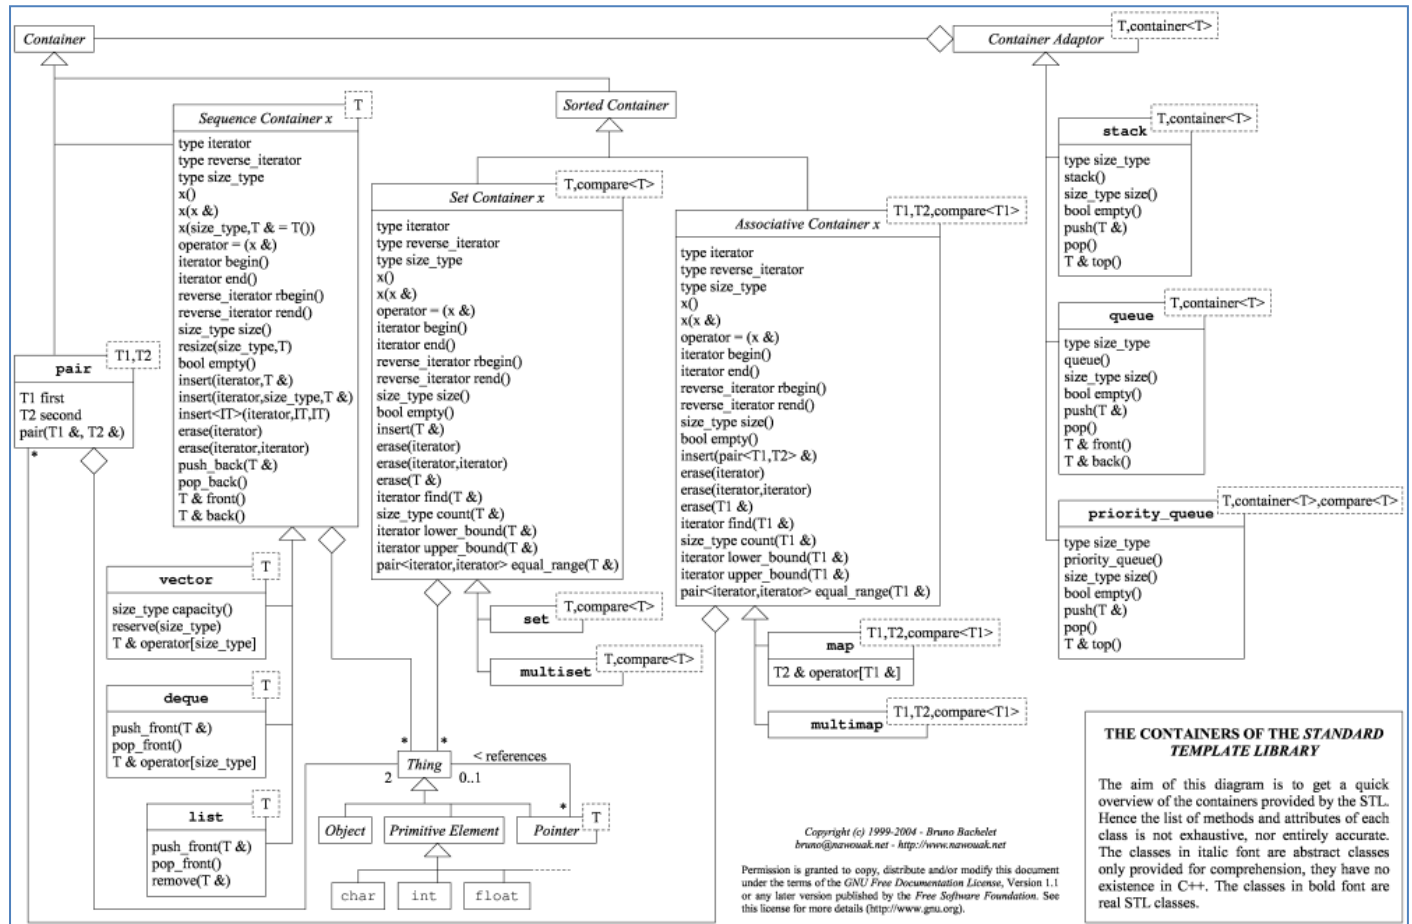 Container
Container Adaptor
T,container<T>
Sequence Container x
T
type iterator
type reverse_iterator
type size_type
x()
x(x &)
x(size_type,T & = T())
operator = (x &)
iterator begin()
iterator end()
reverse_iterator rbegin()
reverse_iterator rend()
size_type size()
resize(size_type,T)
bool empty()
insert(iterator,T &)
insert(iterator,size_type,T &)
insert<IT>(iterator,IT,IT)
erase(iterator)
erase(iterator,iterator)
push_back(T &)
pop_back()
T & front()
T & back()
Sorted Container
Set Container x
T,compare<T>
type iterator
type reverse_iterator
type size_type
x()
x(x &)
operator = (x &)
iterator begin()
iterator end()
reverse_iterator rbegin()
reverse_iterator rend()
size_type size()
bool empty()
insert(T &)
erase(iterator)
erase(iterator,iterator)
erase(T &)
iterator find(T &)
size_type count(T &)
iterator lower_bound(T &)
iterator upper_bound(T &)
pair<iterator,iterator> equal_range(T &)
Associative Container x
T1,T2,compare<T1>
type iterator
type reverse_iterator
type size_type
x()
x(x &)
operator = (x &)
iterator begin()
iterator end()
reverse_iterator rbegin()
reverse_iterator rend()
size_type size()
bool empty()
insert(pair<T1,T2> &)
erase(iterator)
erase(iterator,iterator)
erase(T1 &)
iterator find(T1 &)
size_type count(T1 &)
iterator lower_bound(T1 &)
iterator upper_bound(T1 &)
pair<iterator,iterator> equal_range(T1 &)
stack
T,container<T>
type size_type
stack()
size_type size()
bool empty()
push(T &)
pop()
T & top()
queue
T,container<T>
type size_type
queue()
size_type size()
bool empty()
push(T &)
pop()
T & front()
T & back()
priority_queue
T,container<T>,compare<T>
type size_type
priority_queue()
size_type size()
bool empty()
push(T &)
pop()
T & top()
pair
T1,T2
T1 first
T2 second
pair(T1 &, T2 &)
*
vector
T
size_type capacity()
reserve(size_type)
T & operator[size_type]
deque
T
push_front(T &)
pop_front()
T & operator[size_type]
list
T
push_front(T &)
pop_front()
remove(T &)
set
T,compare<T>
multiset
T,compare<T>
map
T1,T2,compare<T1>
T2 & operator[T1 &]
multimap
T1,T2,compare<T1>
* *
Thing
< references
2
0..1
*
Object
Primitive Element
Pointer
T
char
int
float
Copyright (c) 1999-2004 - Bruno Bachelet
bruno@nawouak.net - http://www.nawouak.net
Permission is granted to copy, distribute and/or modify this document
under the terms of the GNU Free Documentation License, Version 1.1
or any later version published by the Free Software Foundation. See
this license for more details (http://www.gnu.org).
THE CONTAINERS OF THE STANDARD
TEMPLATE LIBRARY
The aim of this diagram is to get a quick
overview of the containers provided by the STL.
Hence the list of methods and attributes of each
class is not exhaustive, nor entirely accurate.
The classes in italic font are abstract classes
only provided for comprehension, they have no
existence in C++. The classes in bold font are
real STL classes.